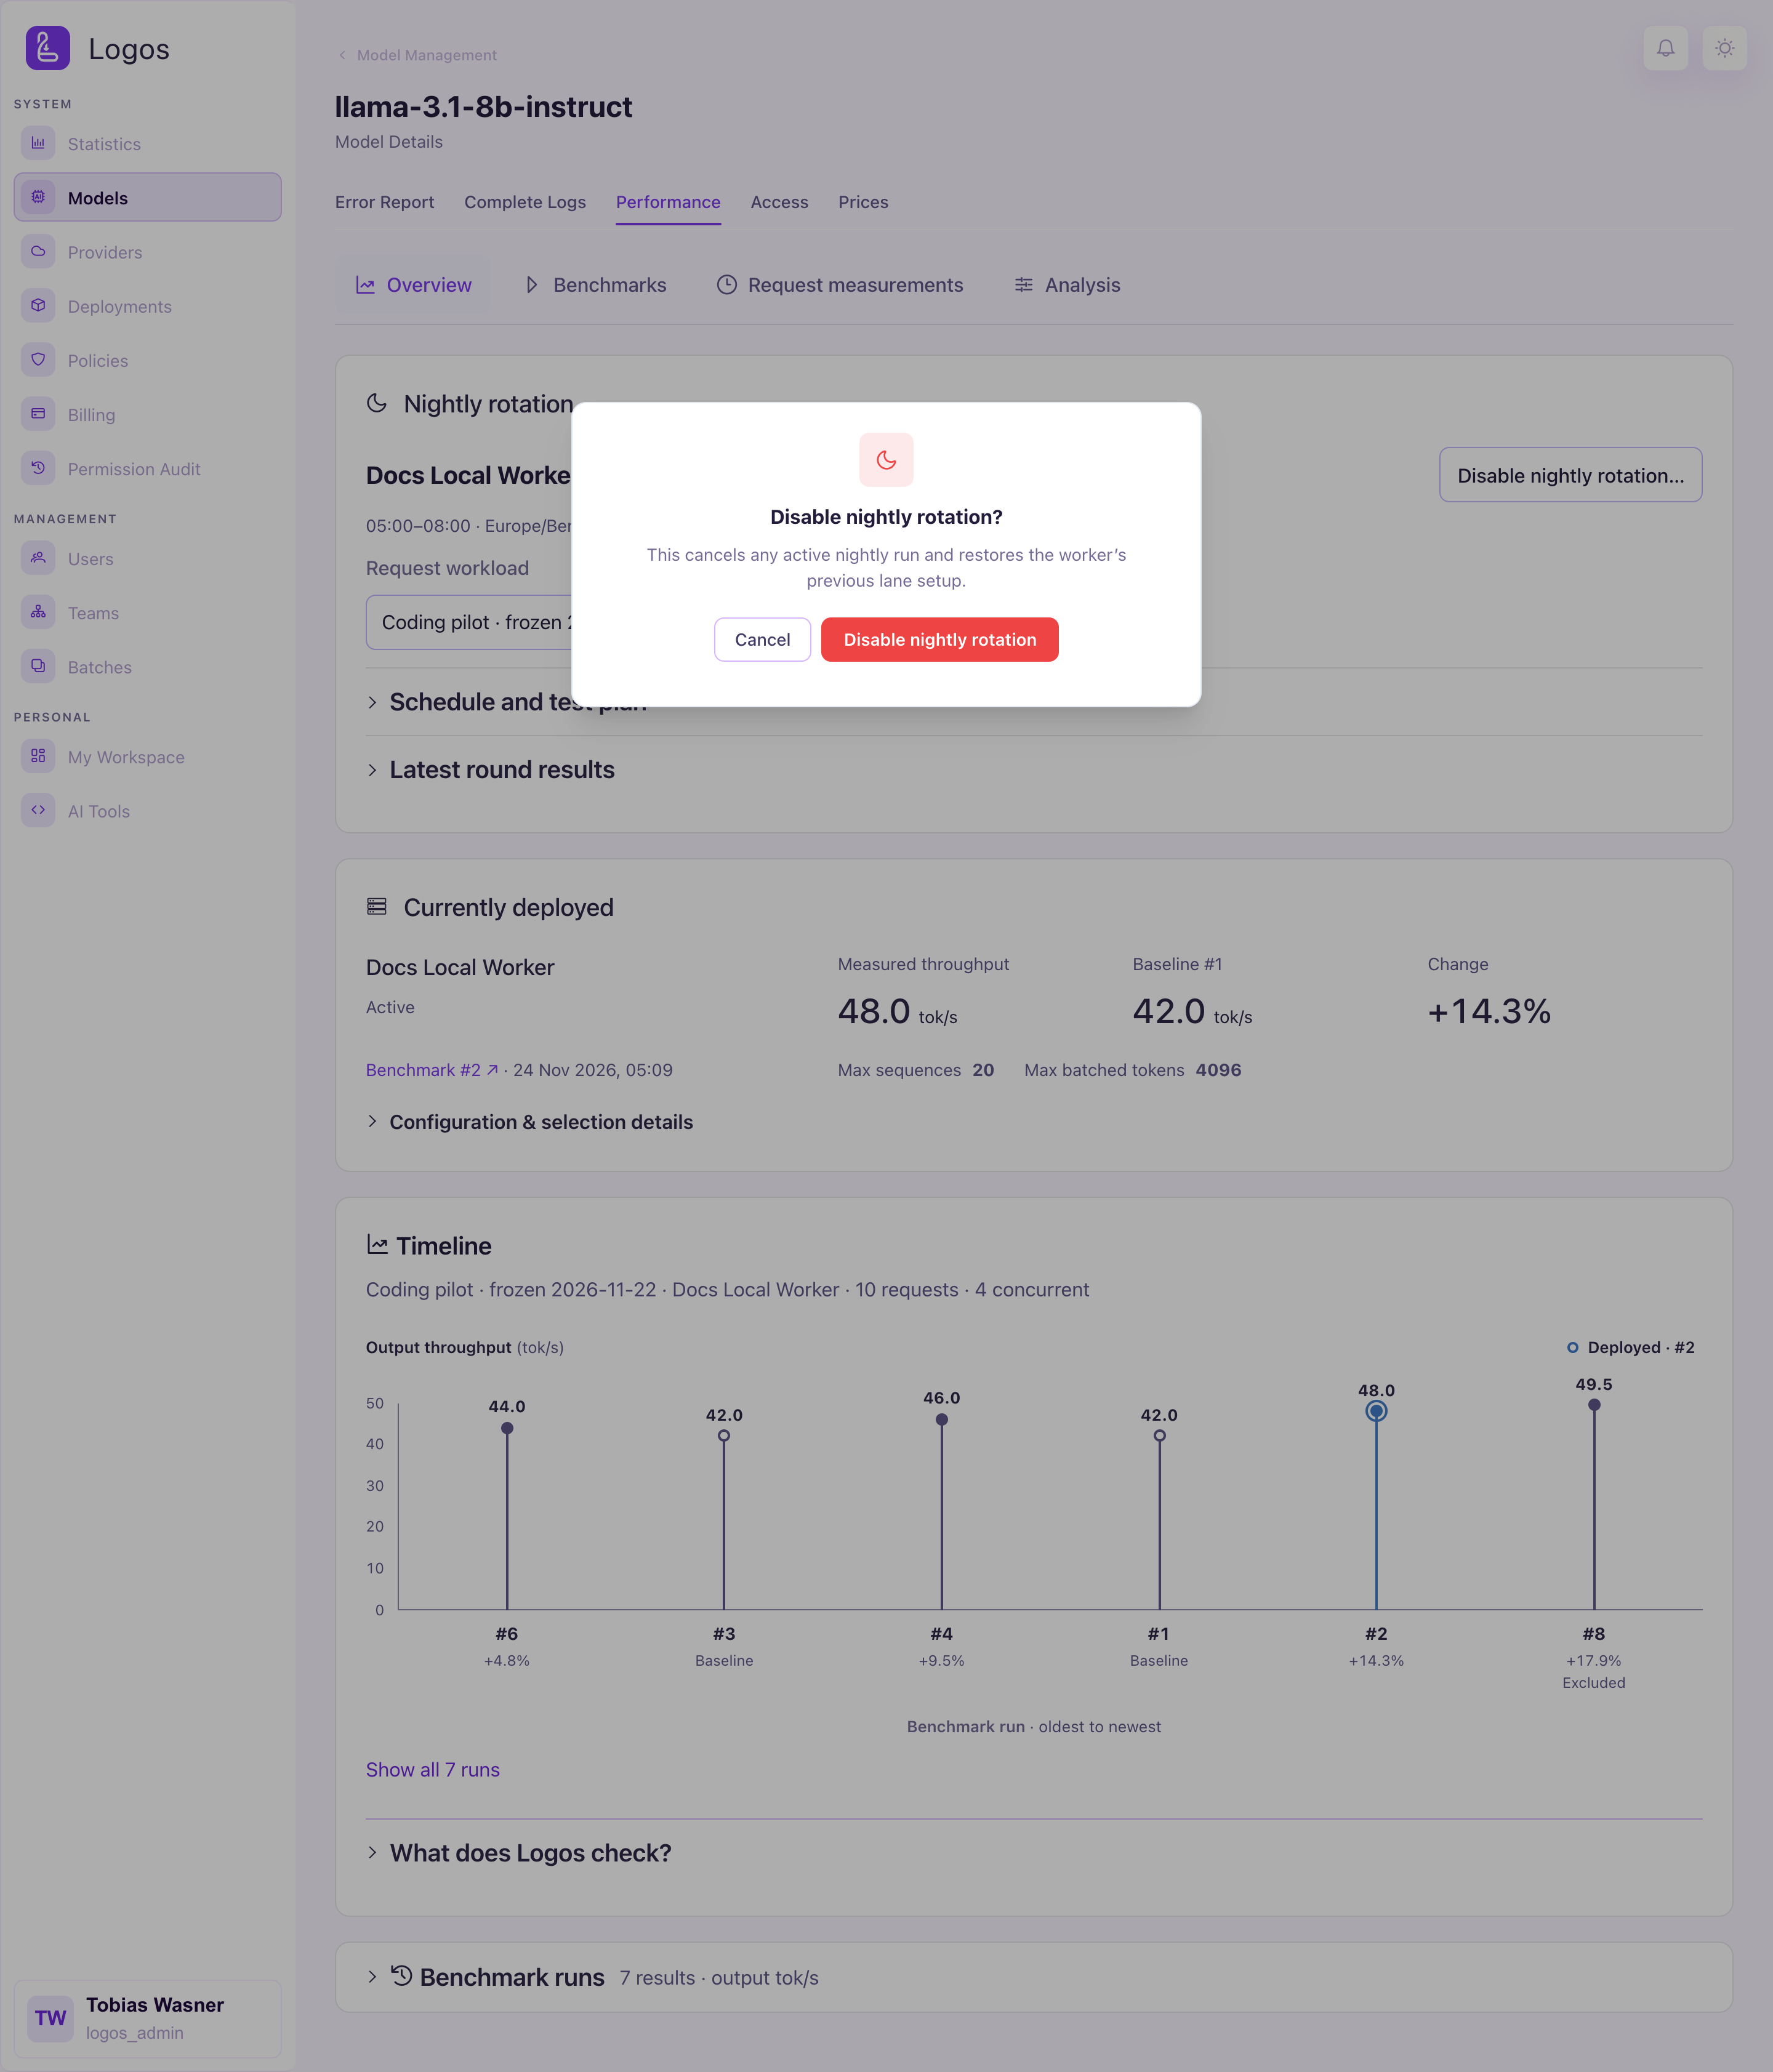 Logos
SYSTEM
Statistics
Models
Providers
Deployments
Policies
Billing
Permission Audit
MANAGEMENT
Users
Teams
Batches
PERSONAL
My Workspace
AI Tools
TW
Tobias Wasner
logos_admin
Model Management
llama-3.1-8b-instruct
Model Details
Error Report Complete Logs Performance Access Prices
Overview Benchmarks Request measurements Analysis
Nightly rotation
Docs Local Worke
Disable nightly rotation...
05:00–08:00 · Europe/Ber
Request workload
Coding pilot · frozen
Disable nightly rotation?
This cancels any active nightly run and restores the worker's
previous lane setup.
Cancel Disable nightly rotation
Schedule and test plan
Latest round results
Currently deployed
Docs Local Worker
Active
Measured throughput
48.0 tok/s
Baseline #1
42.0 tok/s
Change
+14.3%
Benchmark #2 ↗ · 24 Nov 2026, 05:09
Max sequences 20 Max batched tokens 4096
Configuration & selection details
Timeline
Coding pilot · frozen 2026-11-22 · Docs Local Worker · 10 requests · 4 concurrent
Output throughput (tok/s)
Deployed · #2
50
40
30
20
10
0
44.0 42.0 46.0 42.0 48.0 49.5
#6 #3 #4 #1 #2 #8
+4.8% Baseline +9.5% Baseline +14.3% +17.9%
Excluded
Benchmark run · oldest to newest
Show all 7 runs
What does Logos check?
Benchmark runs 7 results · output tok/s